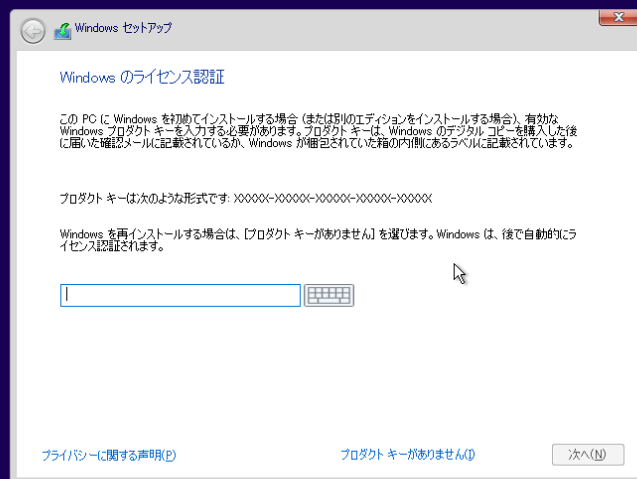 Windows セットアップ
Windows のライセンス認証
この PC に Windows を初めてインストールする場合 (または別のエディションをインストールする場合)、有効な
Windows プロダクト キーを入力する必要があります。プロダクト キーは、Windows のデジタル コピーを購入した後
に届いた確認メールに記載されているか、Windows が梱包されていた箱の内側にあるラベルに記載されています。
プロダクト キーは次のような形式です: XXXXX-XXXXX-XXXXX-XXXXX-XXXXX
Windows を再インストールする場合は、[プロダクト キーがありません] を選びます。Windows は、後で自動的にラ
イセンス認証されます。
プライバシーに関する声明(P)
プロダクト キーがありません(I)
次へ(N)